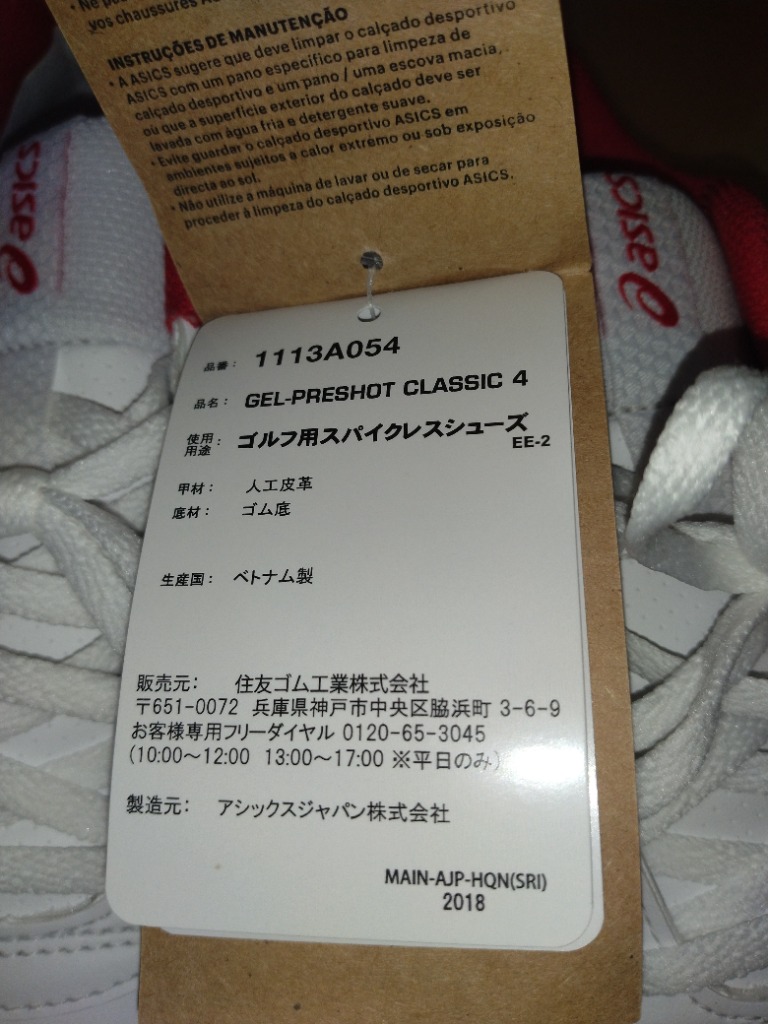 • Ne
vos chaussures
INSTRUÇÕES DE MANUTENÇÃO
• A ASICS sugere que deve limpar o calçado desportivo
ASICS com um pano específico para limpeza de
calçado desportivo e um pano / uma escova macia,
ou que a superfície exterior do calçado deve ser
lavada com água fria e detergente suave.
• Evite guardar o calçado desportivo ASICS em
ambientes sujeitos a calor extremo ou sob exposição
directa ao sol.
• Não utilize a máquina de lavar ou de secar para
proceder à limpeza do calçado desportivo ASICS.
asics
asics
品番: 1113A054
品名: GEL-PRESHOT CLASSIC 4
使用用途: ゴルフ用スパイクレスシューズ
EE-2
甲材: 人工皮革
底材: ゴム底
生産国: ベトナム製
販売元: 住友ゴム工業株式会社
〒651-0072 兵庫県神戸市中央区脇浜町 3-6-9
お客様専用フリーダイヤル 0120-65-3045
(10:00～12:00 13:00～17:00 ※平日のみ)
製造元: アシックスジャパン株式会社
MAIN-AJP-HQN(SRI)
2018